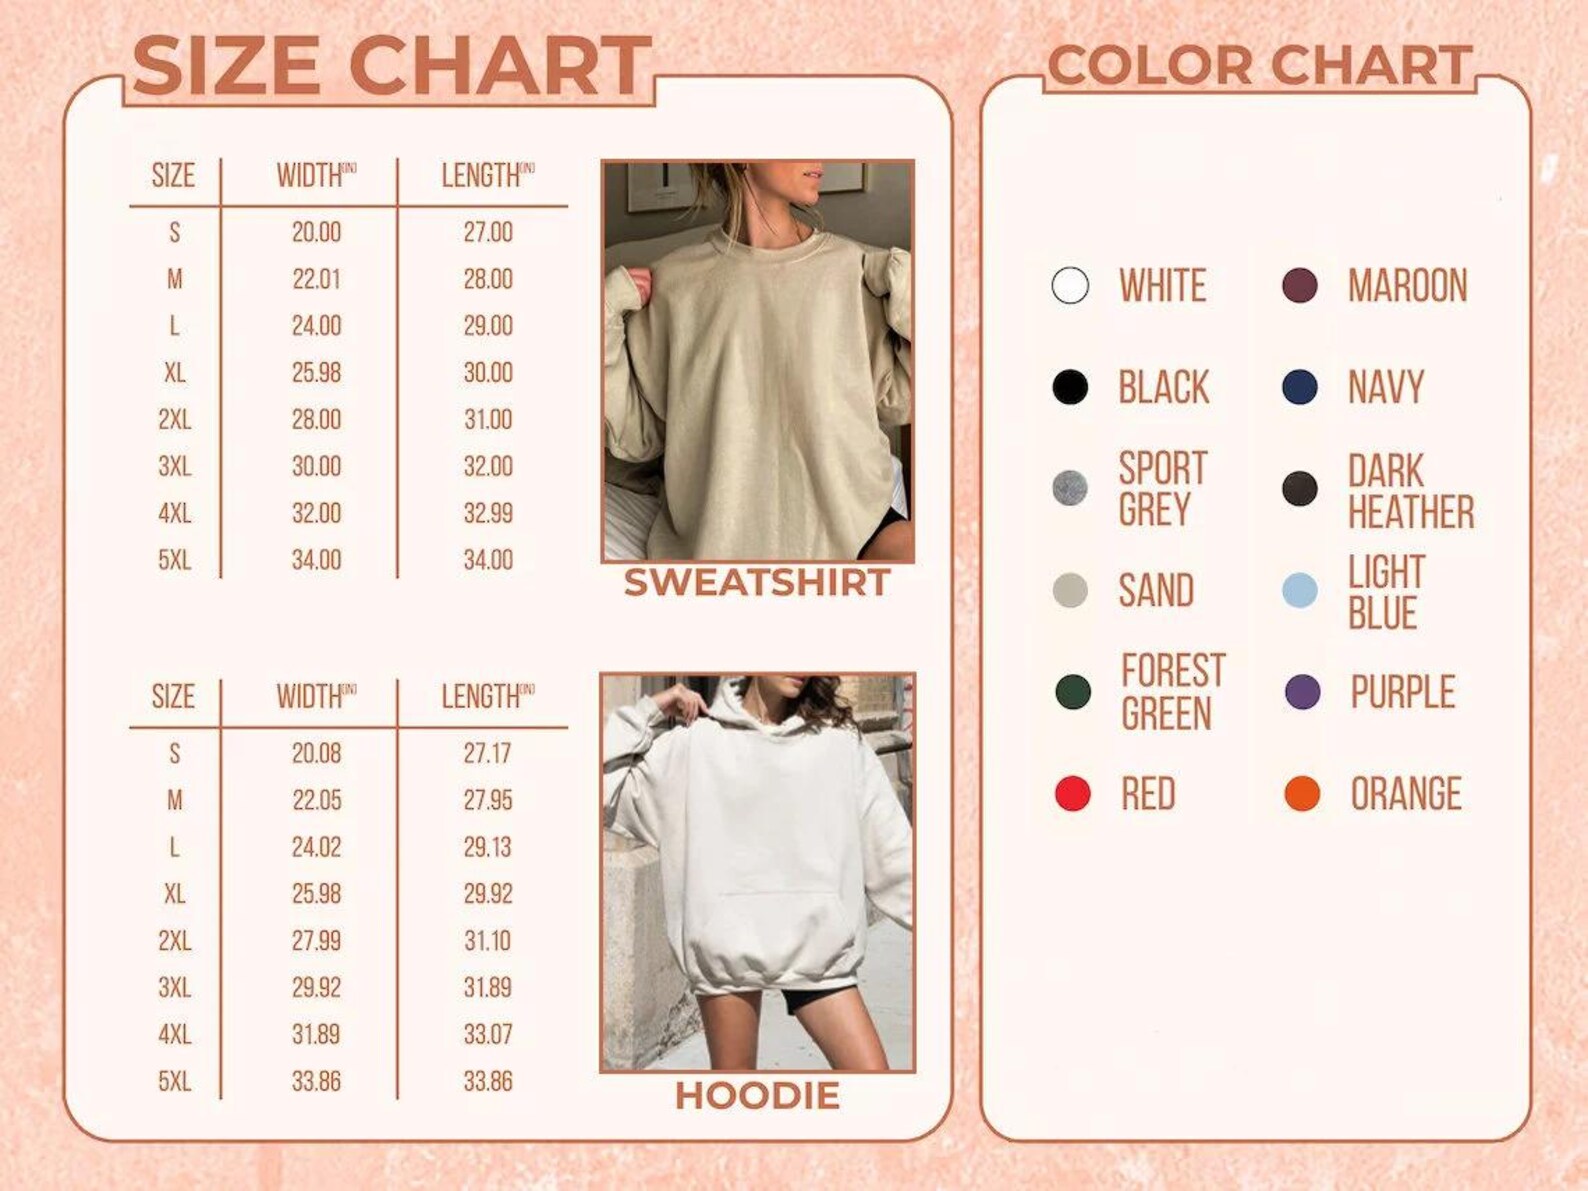 SIZE CHART
SIZE WIDTH(IN) LENGTH(IN)
S 20.00 27.00
M 22.01 28.00
L 24.00 29.00
XL 25.98 30.00
2XL 28.00 31.00
3XL 30.00 32.00
4XL 32.00 32.99
5XL 34.00 34.00
SWEATSHIRT
SIZE WIDTH(IN) LENGTH(IN)
S 20.08 27.17
M 22.05 27.95
L 24.02 29.13
XL 25.98 29.92
2XL 27.99 31.10
3XL 29.92 31.89
4XL 31.89 33.07
5XL 33.86 33.86
HOODIE
COLOR CHART
WHITE
MAROON
BLACK
NAVY
SPORT
GREY
DARK
HEATHER
SAND
LIGHT
BLUE
FOREST
GREEN
PURPLE
RED
ORANGE